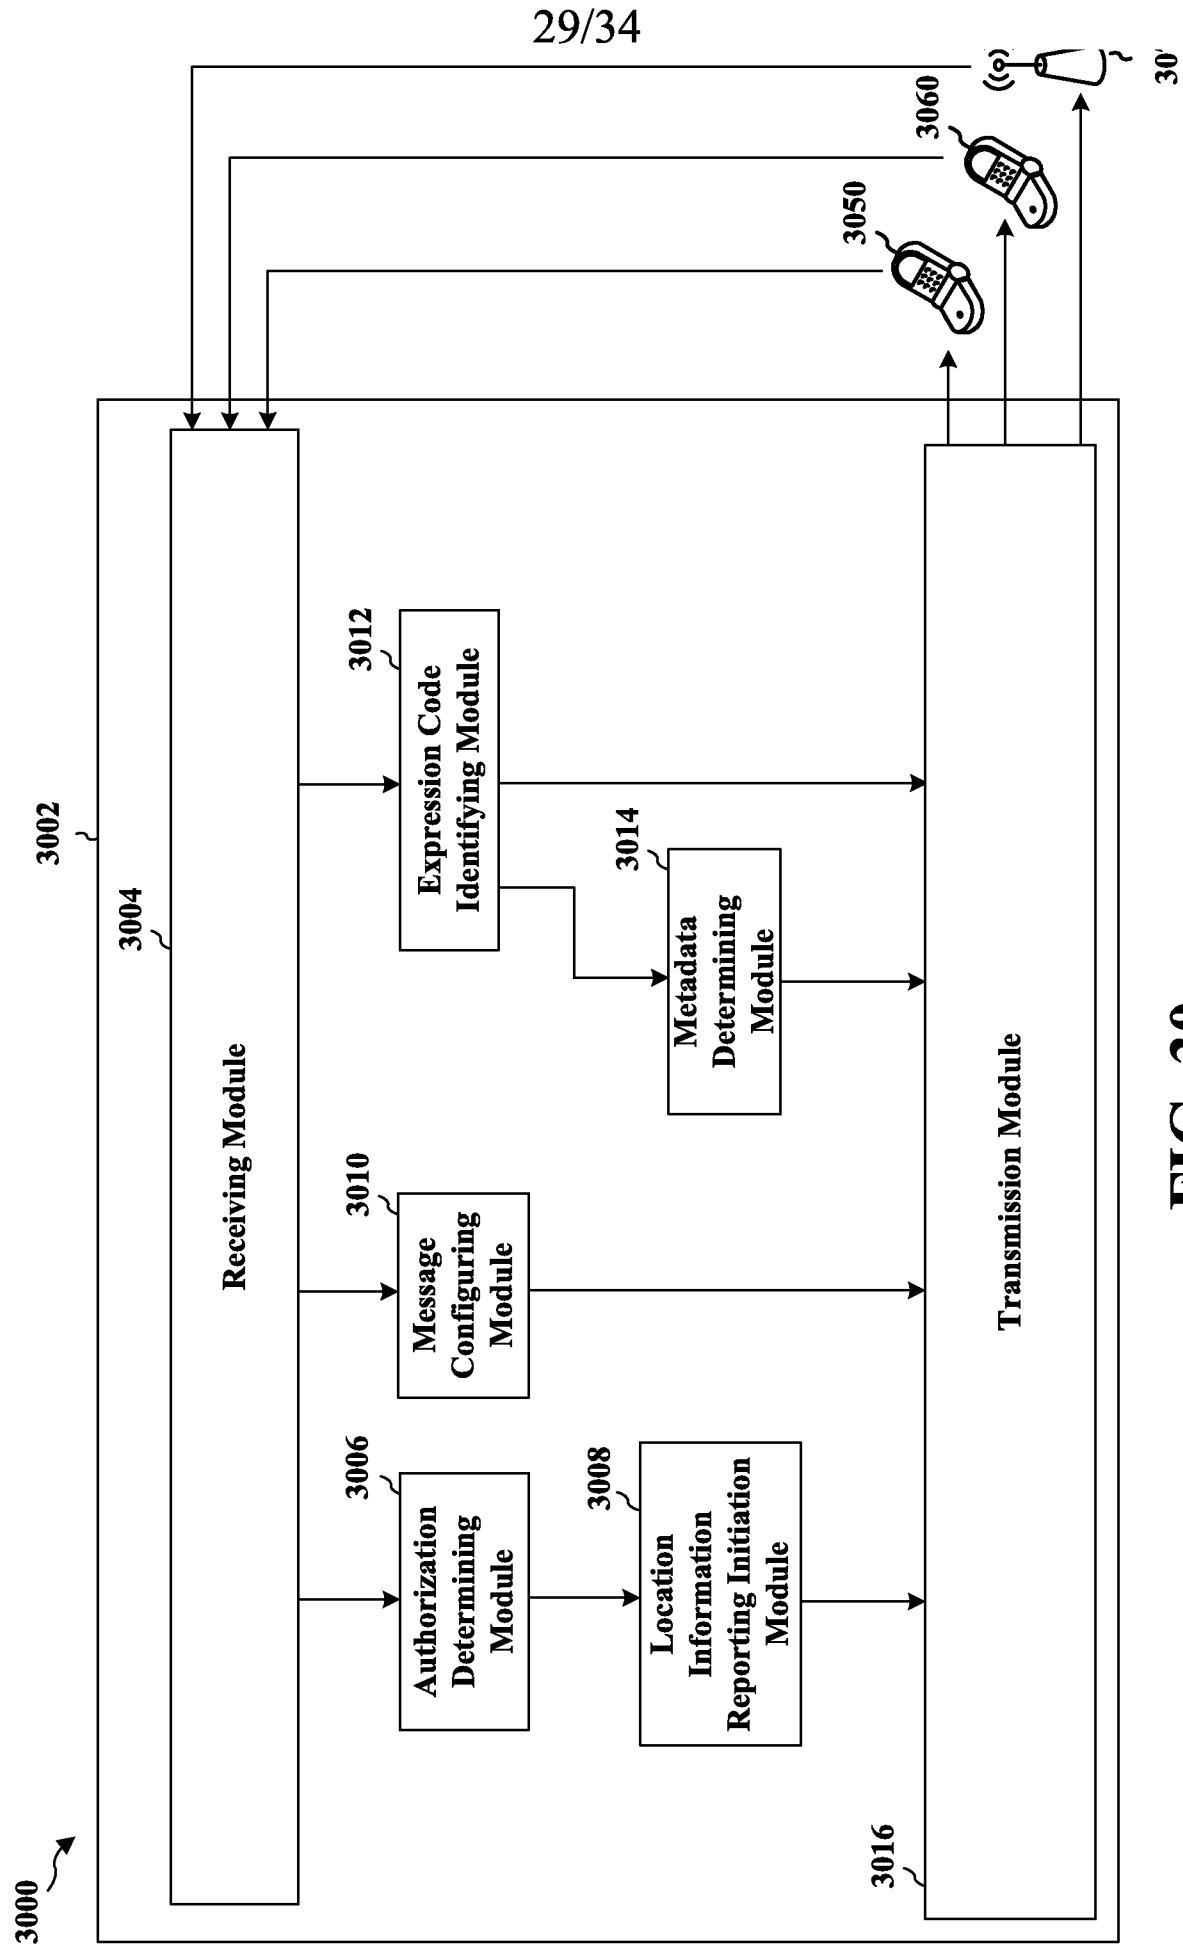 29/34
3000
3002
3004
Receiving Module
3006
Authorization
Determining
Module
3008
Location
Information
Reporting Initiation
Module
3010
Message
Configuring
Module
3012
Expression Code
Identifying Module
3014
Metadata
Determining
Module
3016
Transmission Module
3050
3060